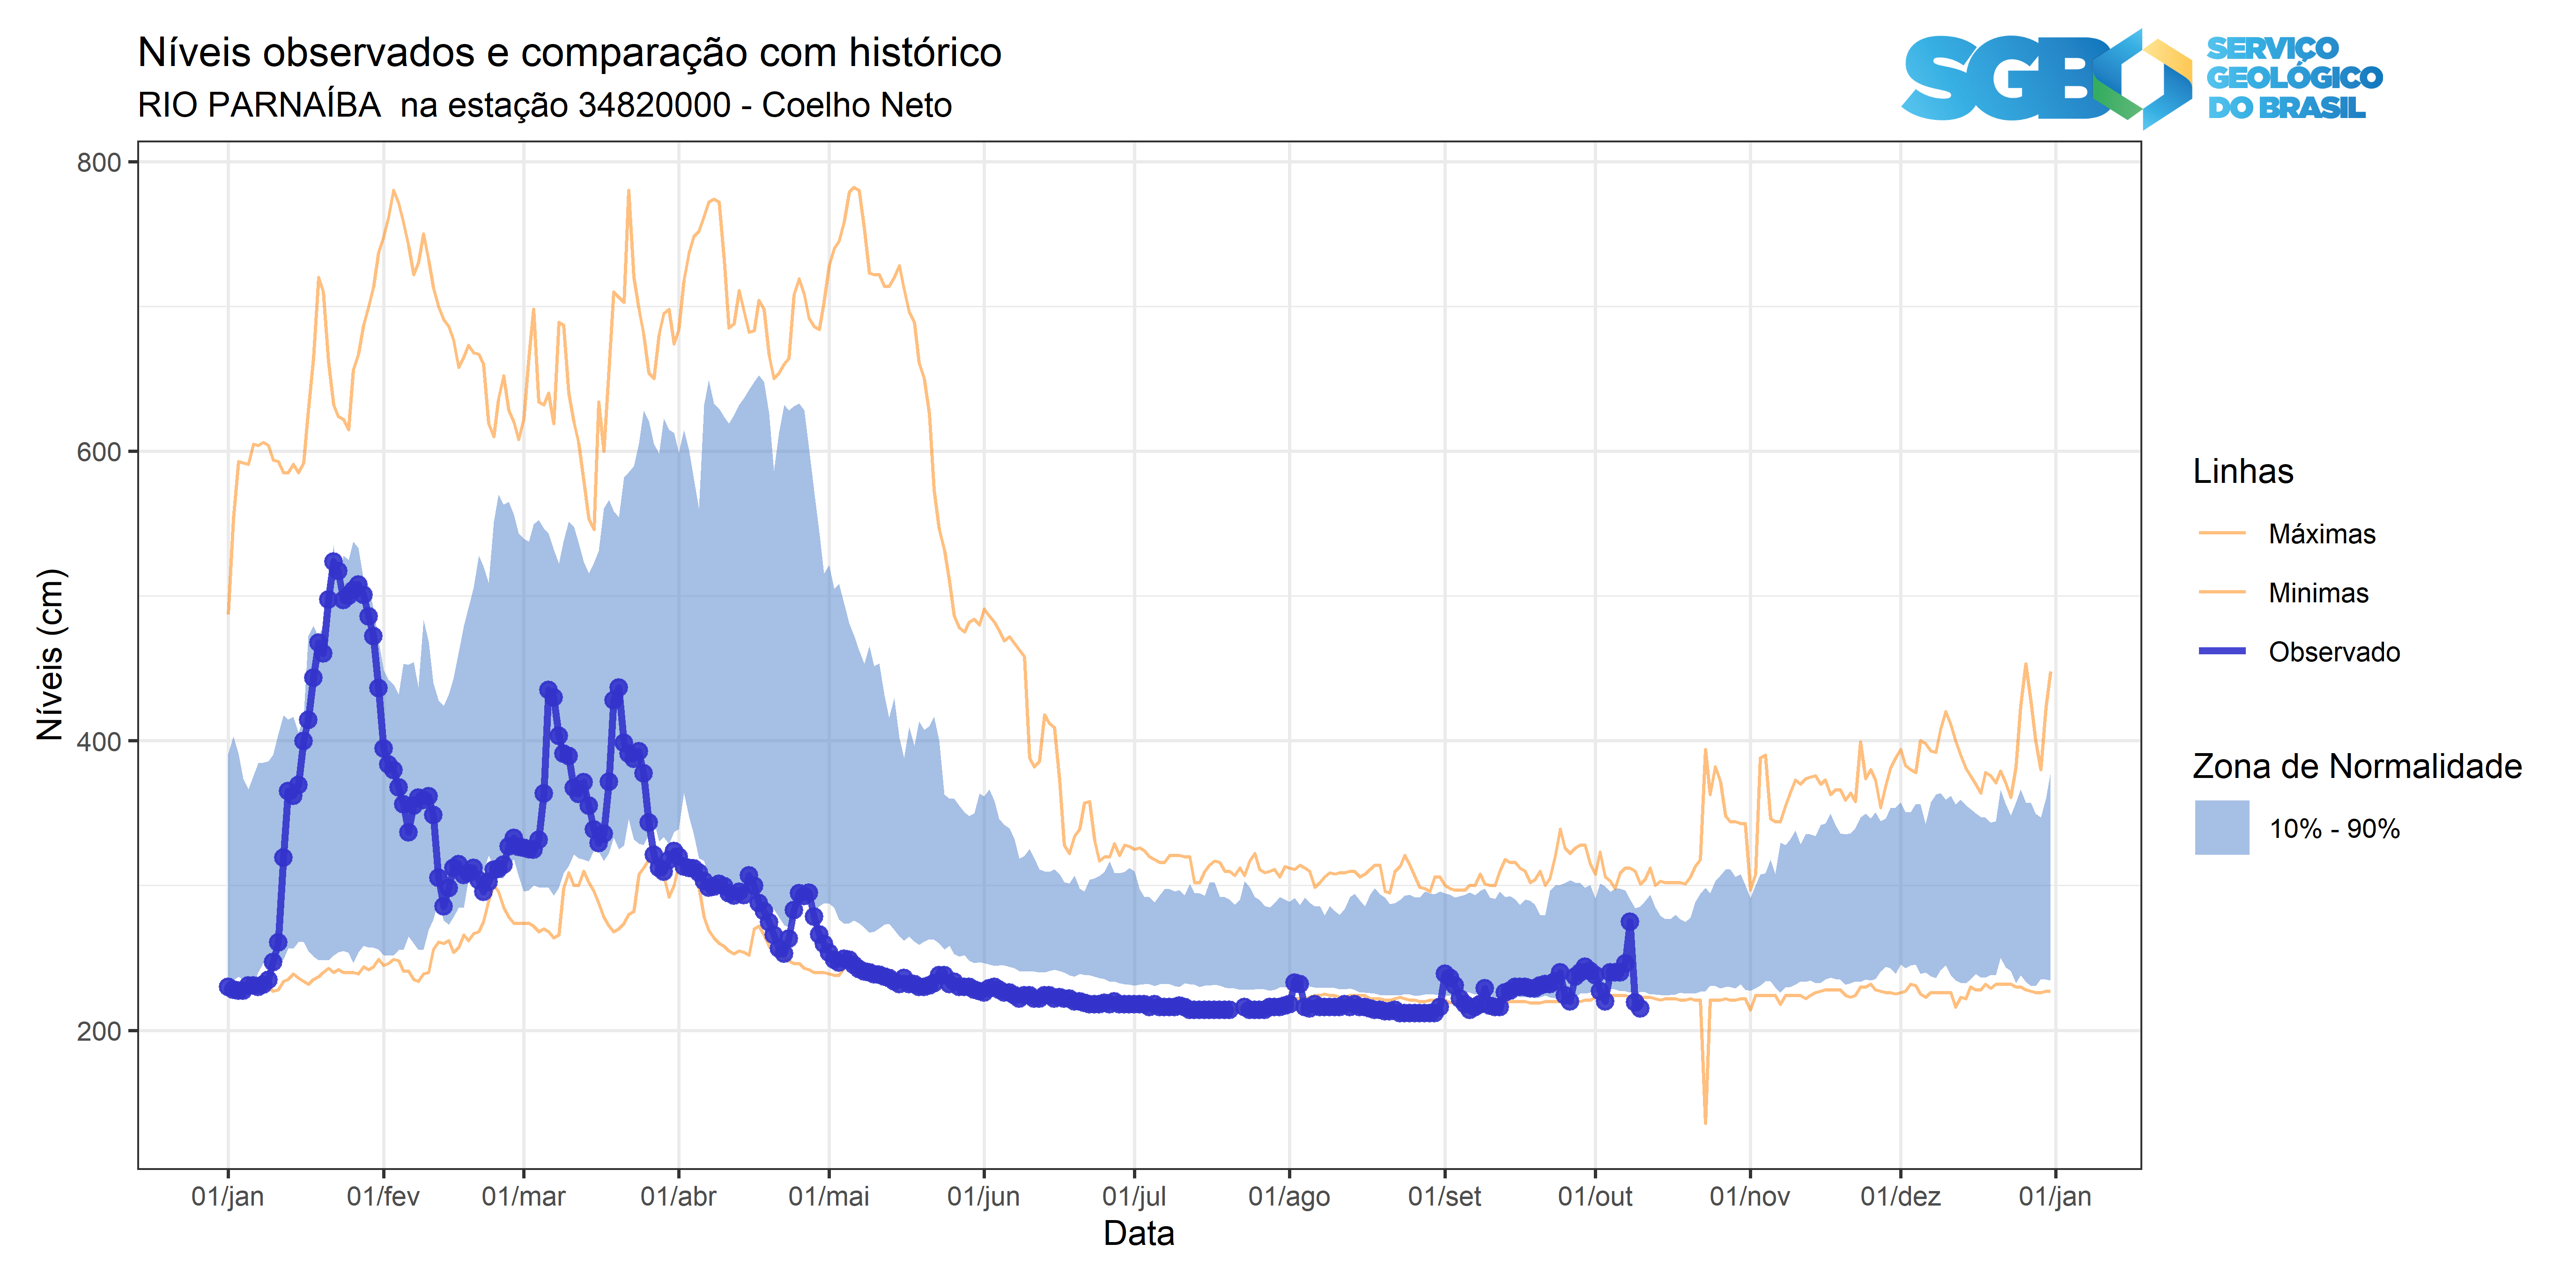 Níveis observados e comparação com histórico
RIO PARNAÍBA  na estação 34820000 - Coelho Neto
SGB
SERVIÇO
GEOLÓGICO
DO BRASIL
800
600
400
200
Níveis (cm)
01/jan
01/fev
01/mar
01/abr
01/mai
01/jun
01/jul
01/ago
01/set
01/out
01/nov
01/dez
01/jan
Data
Linhas
Máximas
Minimas
Observado
Zona de Normalidade
10% - 90%